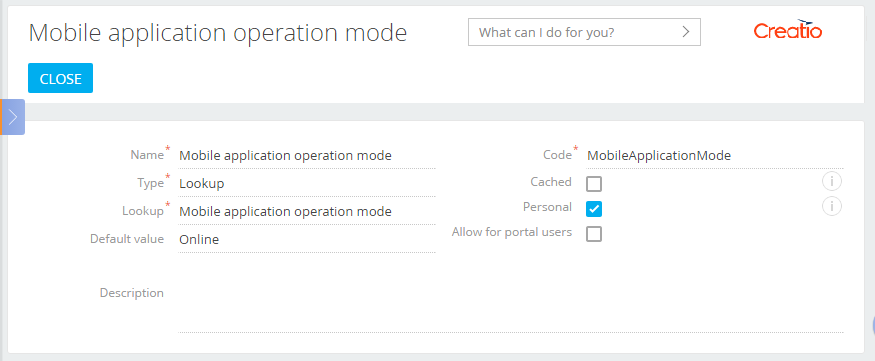 Mobile application operation mode
What can I do for you?
Creatio
CLOSE
Name* Mobile application operation mode
Code* MobileApplicationMode
Type* Lookup
Cached
Lookup* Mobile application operation mode
Personal
Default value Online
Allow for portal users
Description